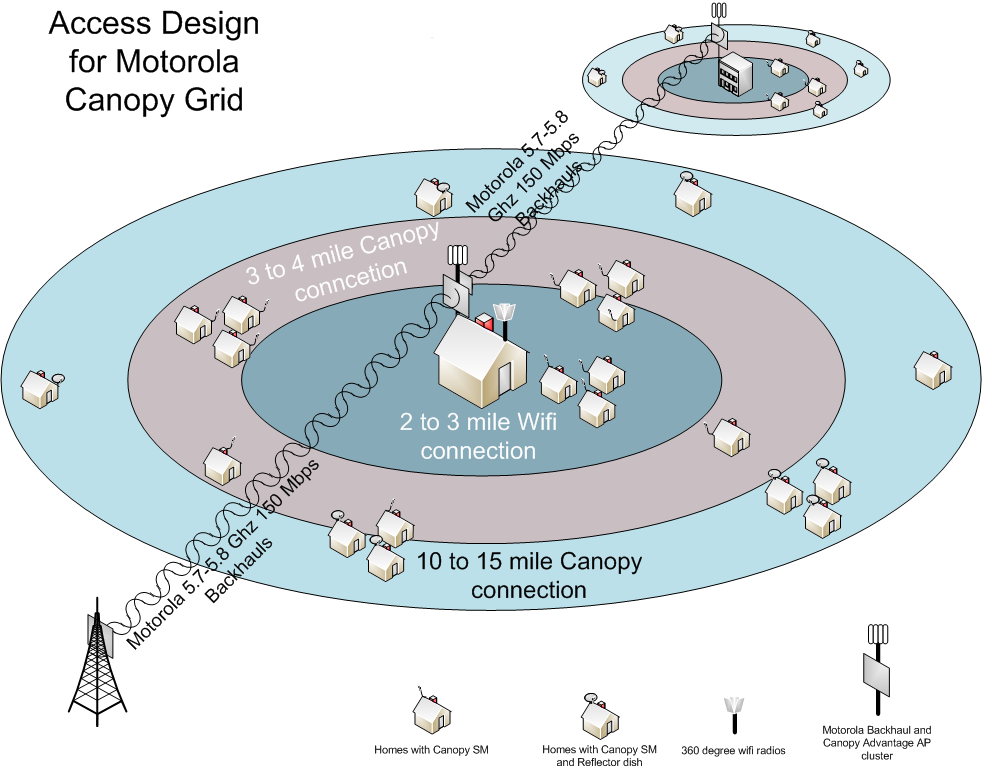 Access Design
for Motorola
Canopy Grid
Motorola 5.7-5.8
Ghz 150 Mbps
Backhauls
3 to 4 mile Canopy
conncetion
2 to 3 mile Wifi
connection
10 to 15 mile Canopy
connection
Motorola 5.7-5.8 Ghz 150 Mbps
Backhauls
Homes with Canopy SM
Homes with Canopy SM
and Reflector dish
360 degree wifi radios
Motorola Backhaul and
Canopy Advantage AP
cluster